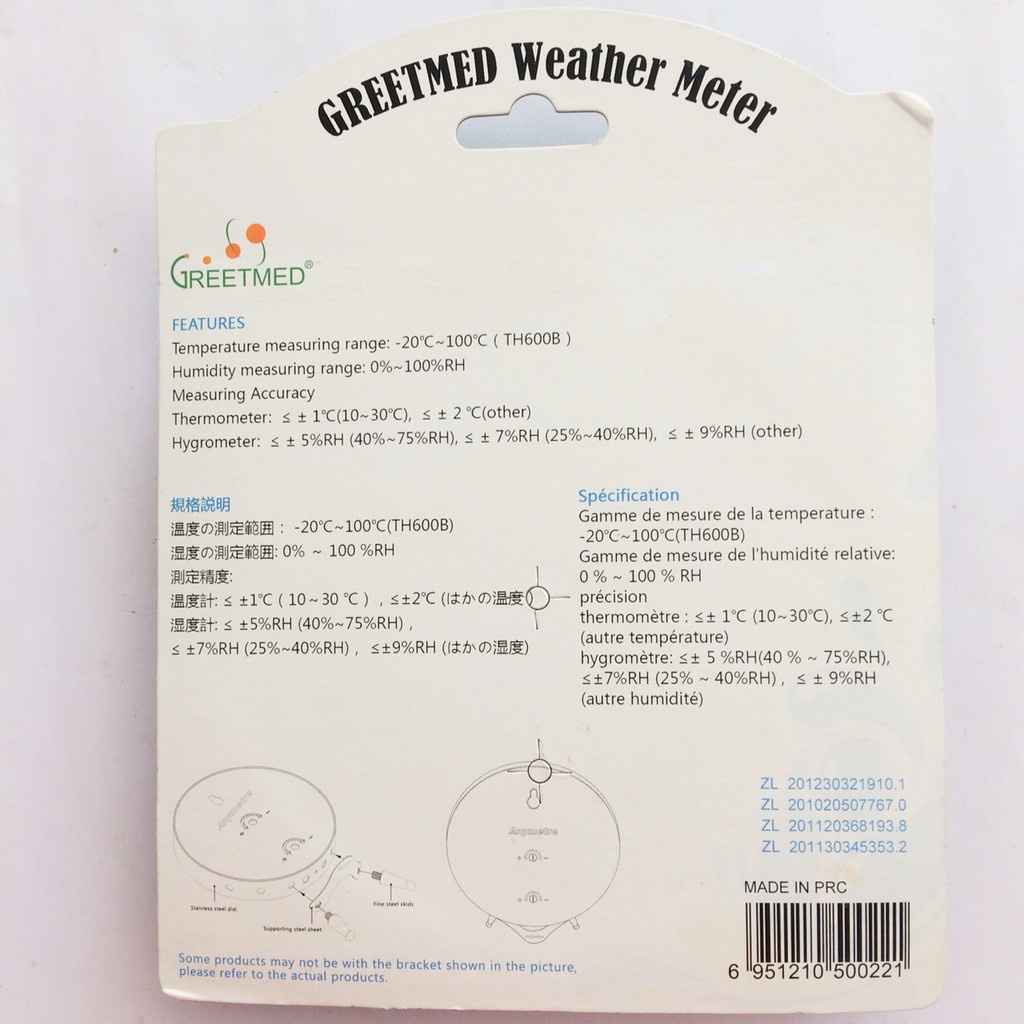 GREETMED Weather Meter
GREETMED®
FEATURES
Temperature measuring range: -20℃~100℃ ( TH600B )
Humidity measuring range: 0%~100%RH
Measuring Accuracy
Thermometer: ≤ ± 1℃(10~30℃), ≤ ± 2 ℃(other)
Hygrometer: ≤ ± 5%RH (40%~75%RH), ≤ ± 7%RH (25%~40%RH), ≤ ± 9%RH (other)
規格説明
温度の測定範囲： -20℃~100℃(TH600B)
湿度の測定範囲: 0% ~ 100 %RH
測定精度:
温度計: ≤ ±1℃ ( 10~30 ℃ ) , ≤±2℃ (はかの温度)
湿度計: ≤ ±5%RH (40%~75%RH) ,
≤ ±7%RH (25%~40%RH) , ≤±9%RH (はかの湿度)
Spécification
Gamme de mesure de la temperature :
-20℃~100℃(TH600B)
Gamme de mesure de l'humidité relative:
0 % ~ 100 % RH
précision
thermomètre : ≤± 1℃ (10~30℃), ≤±2 ℃
(autre température)
hygromètre: ≤± 5 %RH(40 % ~ 75%RH),
≤±7%RH (25% ~ 40%RH) , ≤ ± 9%RH
(autre humidité)
Anymetre
Stainless steel dial
Supporting steel sheet
Fine steel skids
Anymetre
+ -
+ -
ZL 201230321910.1
ZL 201020507767.0
ZL 201120368193.8
ZL 201130345353.2
MADE IN PRC
6 951210 500221
Some products may not be with the bracket shown in the picture,
please refer to the actual products.